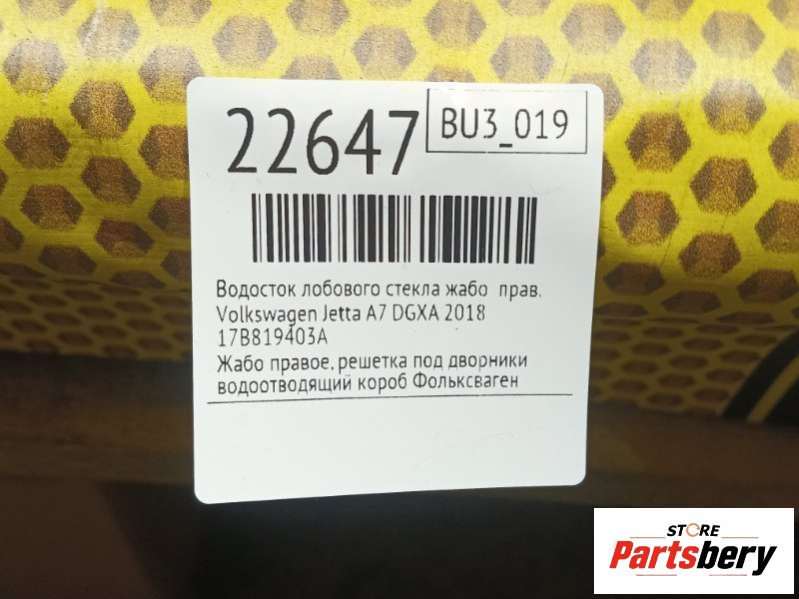 22647
BU3_019
Водосток лобового стекла жабо прав.
Volkswagen Jetta A7 DGXA 2018
17B819403A
Жабо правое, решетка под дворники
водоотводящий короб Фольксваген
STORE
Partsbery